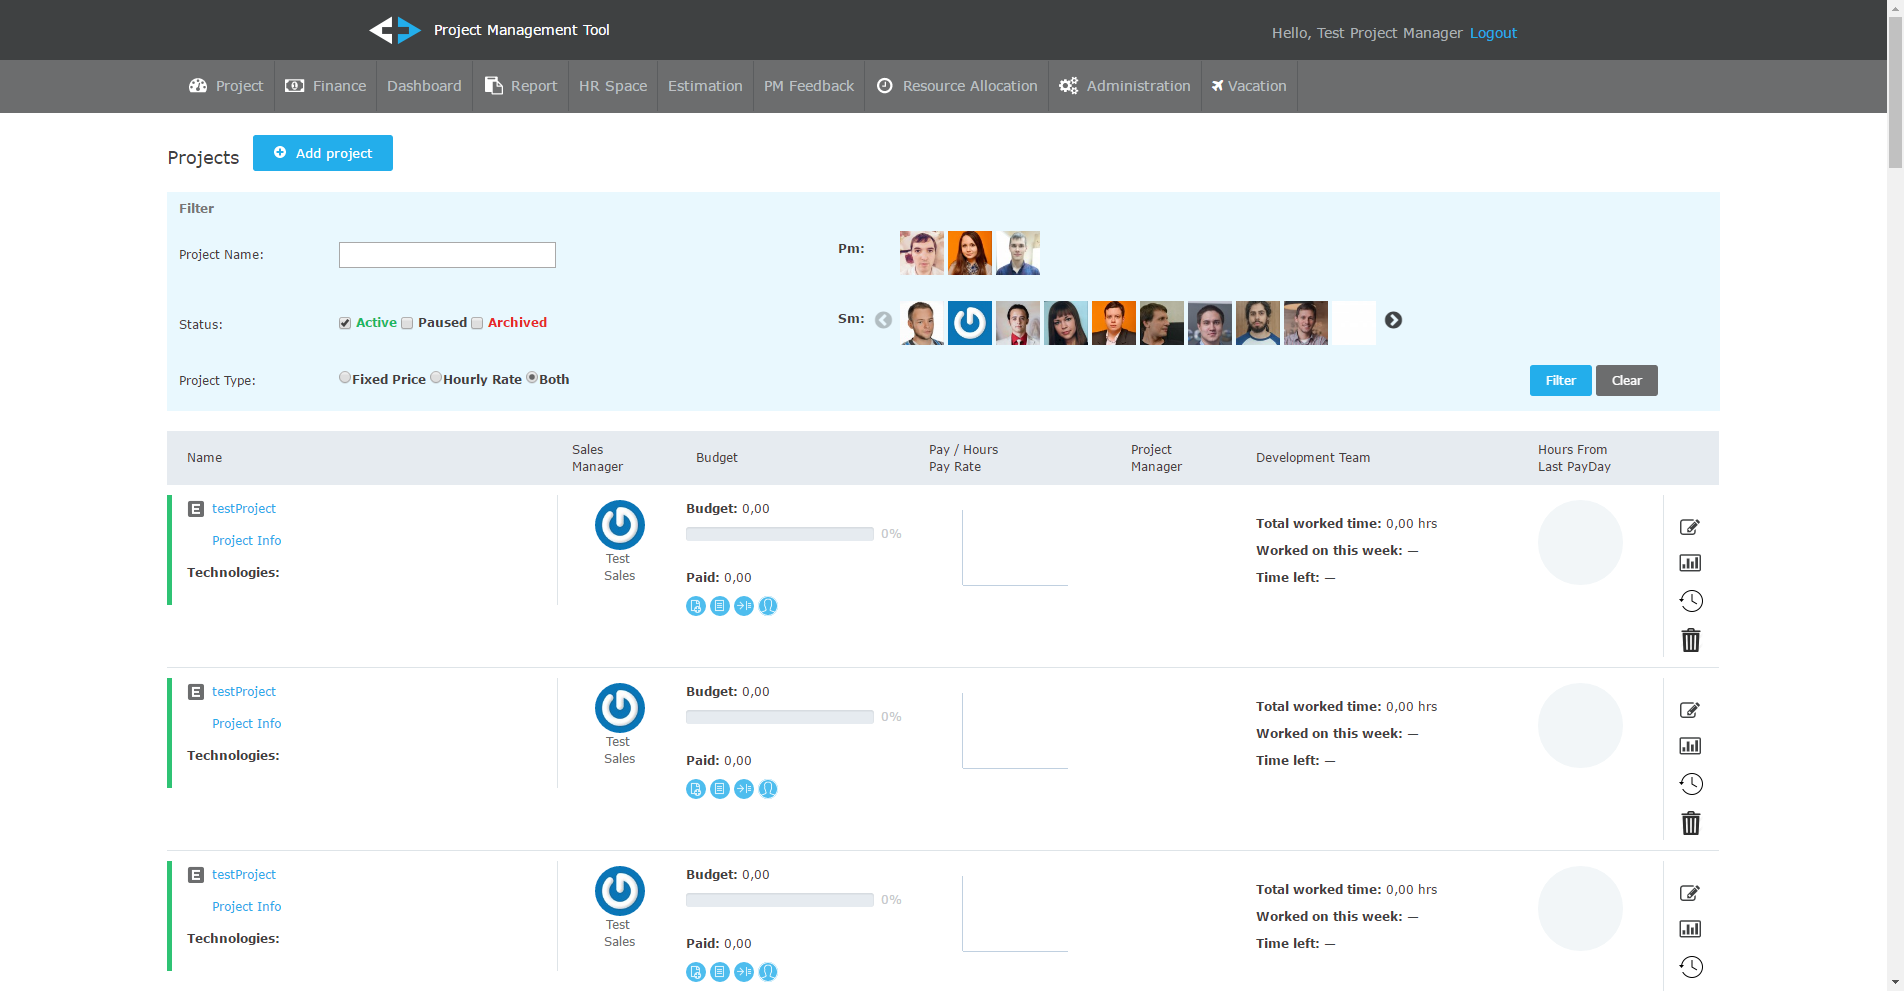 Project Management Tool
Hello, Test Project Manager Logout
Project Finance Dashboard Report HR Space Estimation PM Feedback Resource Allocation Administration Vacation
Projects Add project
Filter
Project Name:
Pm:
Status: Active Paused Archived
Sm:
Project Type: Fixed Price Hourly Rate Both
Filter Clear
Name
Sales
Manager
Budget
Pay / Hours
Pay Rate
Project
Manager
Development Team
Hours From
Last PayDay
E testProject
Project Info
Technologies:
Test
Sales
Budget: 0,00
0%
Paid: 0,00
Total worked time: 0,00 hrs
Worked on this week: —
Time left: —
E testProject
Project Info
Technologies:
Test
Sales
Budget: 0,00
0%
Paid: 0,00
Total worked time: 0,00 hrs
Worked on this week: —
Time left: —
E testProject
Project Info
Technologies:
Test
Sales
Budget: 0,00
0%
Paid: 0,00
Total worked time: 0,00 hrs
Worked on this week: —
Time left: —